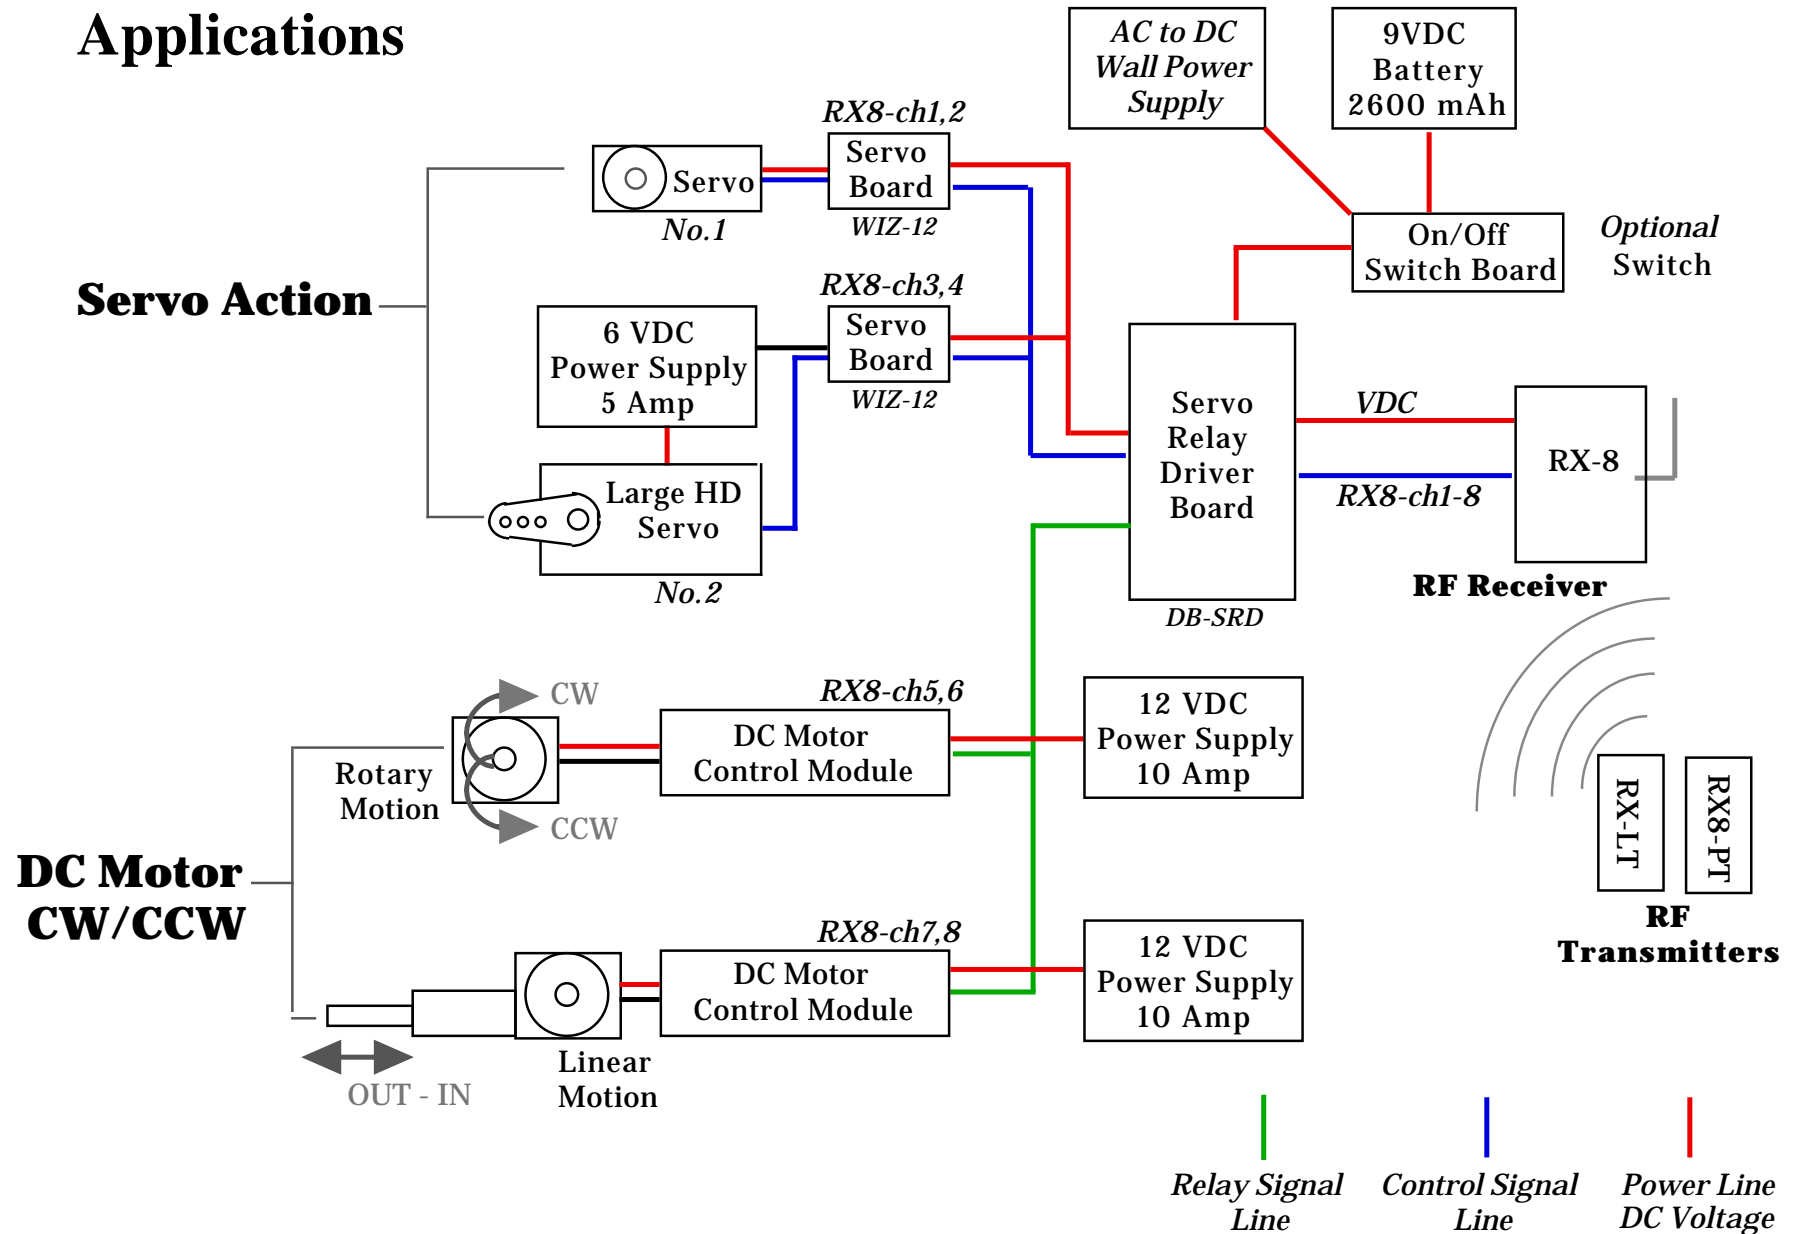 Applications
AC to DC
Wall Power
Supply
9VDC
Battery
2600 mAh
RX8-ch1,2
Servo
Board
WIZ-12
Servo
No.1
On/Off
Switch Board
Optional
Switch
Servo Action
RX8-ch3,4
6 VDC
Power Supply
5 Amp
Servo
Board
WIZ-12
Large HD
Servo
No.2
Servo
Relay
Driver
Board
DB-SRD
VDC
RX8-ch1-8
RX-8
RF Receiver
RX8-ch5,6
CW
CCW
Rotary
Motion
DC Motor
Control Module
12 VDC
Power Supply
10 Amp
RX-LT
RX8-PT
RF
Transmitters
DC Motor
CW/CCW
RX8-ch7,8
DC Motor
Control Module
12 VDC
Power Supply
10 Amp
Linear
Motion
OUT - IN
Relay Signal
Line
Control Signal
Line
Power Line
DC Voltage